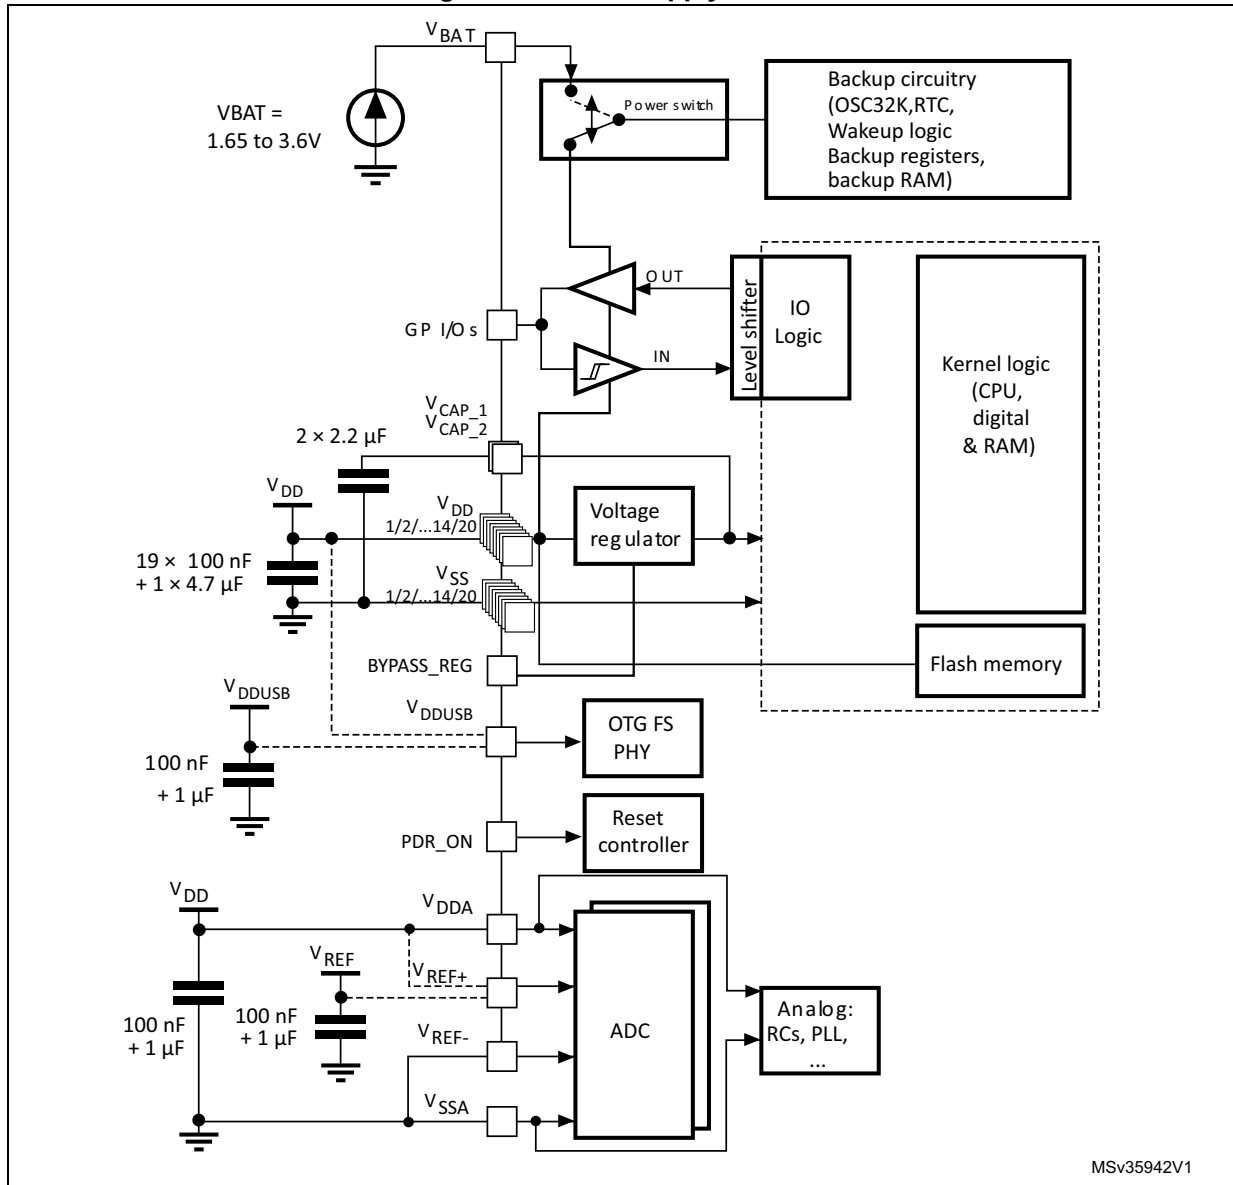 VBAT
VBAT =
1.65 to 3.6V
Power switch
Backup circuitry
(OSC32K,RTC,
Wakeup logic
Backup registers,
backup RAM)
OUT
GP I/Os
IN
Level shifter
IO
Logic
Kernel logic
(CPU,
digital
& RAM)
VCAP_1
VCAP_2
2 × 2.2 µF
VDD
VDD
1/2/...14/20
Voltage
regulator
19 × 100 nF
+ 1 × 4.7 µF
VSS
1/2/...14/20
BYPASS_REG
Flash memory
VDDUSB
VDDUSB
OTG FS
PHY
100 nF
+ 1 µF
PDR_ON
Reset
controller
VDD
VDDA
VREF
VREF+
100 nF
+ 1 µF
100 nF
+ 1 µF
VREF-
ADC
Analog:
RCs, PLL,
...
VSSA
MSv35942V1